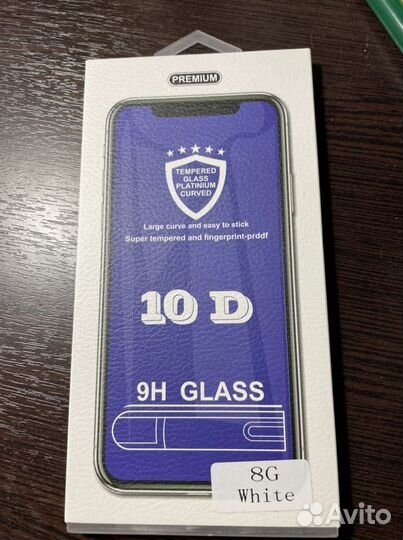 PREMIUM
TEMPERED
GLASS
PLATINIUM
CURVED
Large curve and easy to stick
Super tempered and fingerprint-prddf
10 D
9H GLASS
8G
White
Avito